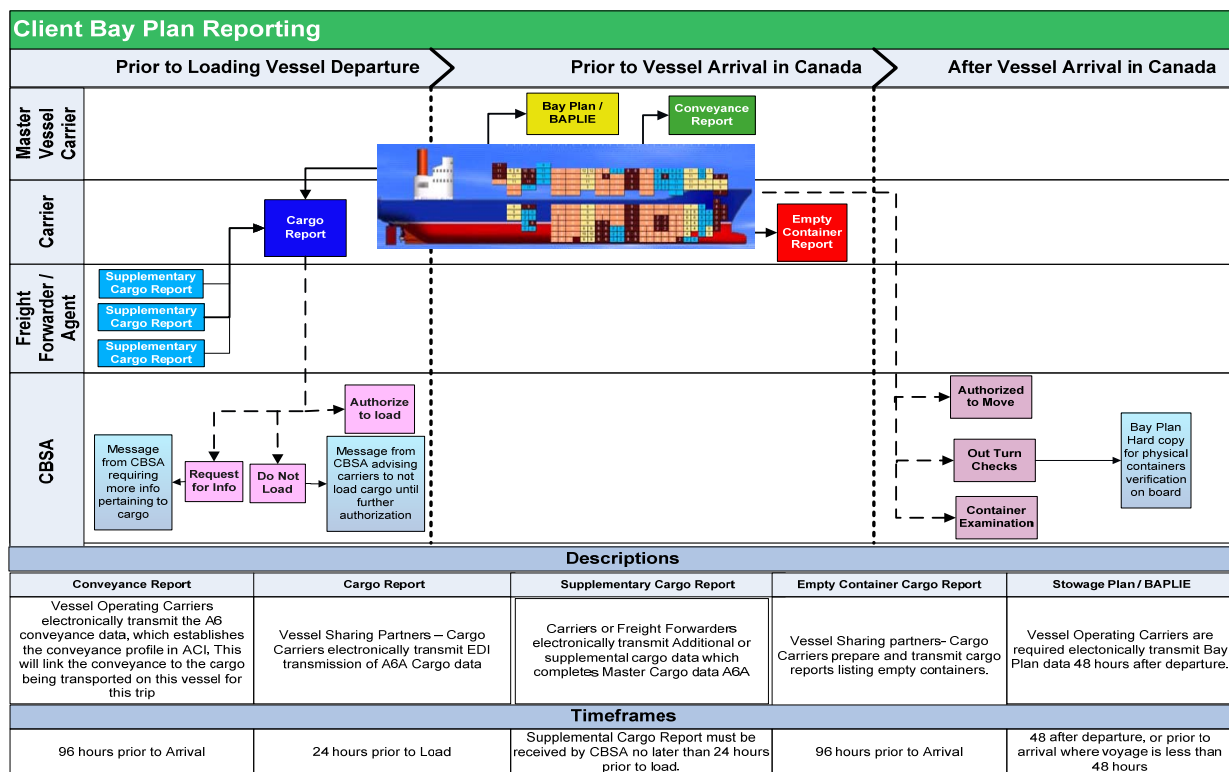 Client Bay Plan Reporting
Prior to Loading Vessel Departure
Prior to Vessel Arrival in Canada
After Vessel Arrival in Canada
Master
Vessel
Carrier
Bay Plan /
BAPLIE
Conveyance
Report
Carrier
Cargo
Report
Empty
Container
Report
Freight
Forwarder /
Agent
Supplementary
Cargo Report
Supplementary
Cargo Report
Supplementary
Cargo Report
CBSA
Authorize
to load
Message
from CBSA
requiring
more info
pertaining to
cargo
Request
for Info
Do Not
Load
Message from
CBSA advising
carriers to not
load cargo until
further
authorization
Authorized
to Move
Out Turn
Checks
Container
Examination
Bay Plan
Hard copy
for physical
containers
verification
on board
Descriptions
Conveyance Report
Cargo Report
Supplementary Cargo Report
Empty Container Cargo Report
Stowage Plan / BAPLIE
Vessel Operating Carriers
electronically transmit the A6
conveyance data, which establishes
the conveyance profile in ACI. This
will link the conveyance to the cargo
being transported on this vessel for
this trip
Vessel Sharing Partners – Cargo
Carriers electronically transmit EDI
transmission of A6A Cargo data
Carriers or Freight Forwarders
electronically transmit Additional or
supplemental cargo data which
completes Master Cargo data A6A
Vessel Sharing partners– Cargo
Carriers prepare and transmit cargo
reports listing empty containers.
Vessel Operating Carriers are
required electonically transmit Bay
Plan data 48 hours after departure.
Timeframes
96 hours prior to Arrival
24 hours prior to Load
Supplemental Cargo Report must be
received by CBSA no later than 24 hours
prior to load.
96 hours prior to Arrival
48 after departure, or prior to
arrival where voyage is less than
48 hours